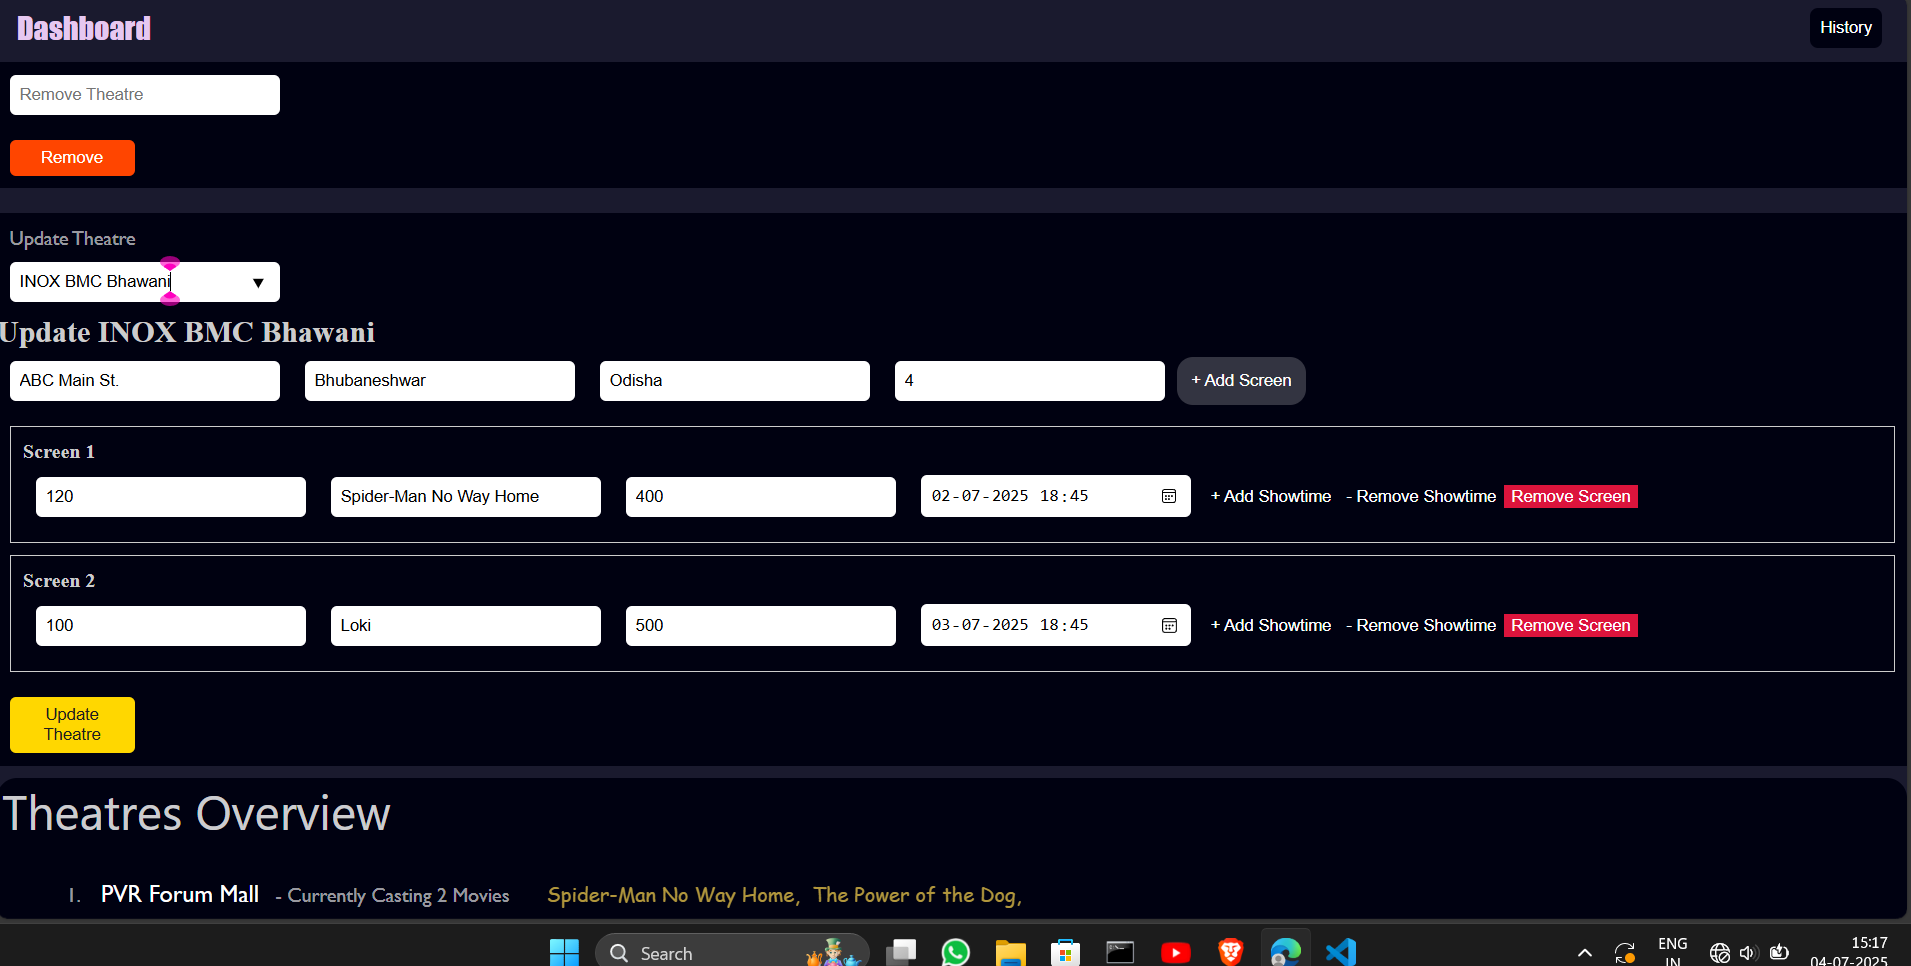 Dashboard
History
Remove Theatre
Remove
Update Theatre
INOX BMC Bhawani ▼
Update INOX BMC Bhawani
ABC Main St. Bhubaneshwar Odisha 4 + Add Screen
Screen 1
120 Spider-Man No Way Home 400 02-07-2025 18:45 + Add Showtime - Remove Showtime Remove Screen
Screen 2
100 Loki 500 03-07-2025 18:45 + Add Showtime - Remove Showtime Remove Screen
Update
Theatre
Theatres Overview
1. PVR Forum Mall - Currently Casting 2 Movies Spider-Man No Way Home, The Power of the Dog,
Search
ENG
IN
15:17
04-07-2025